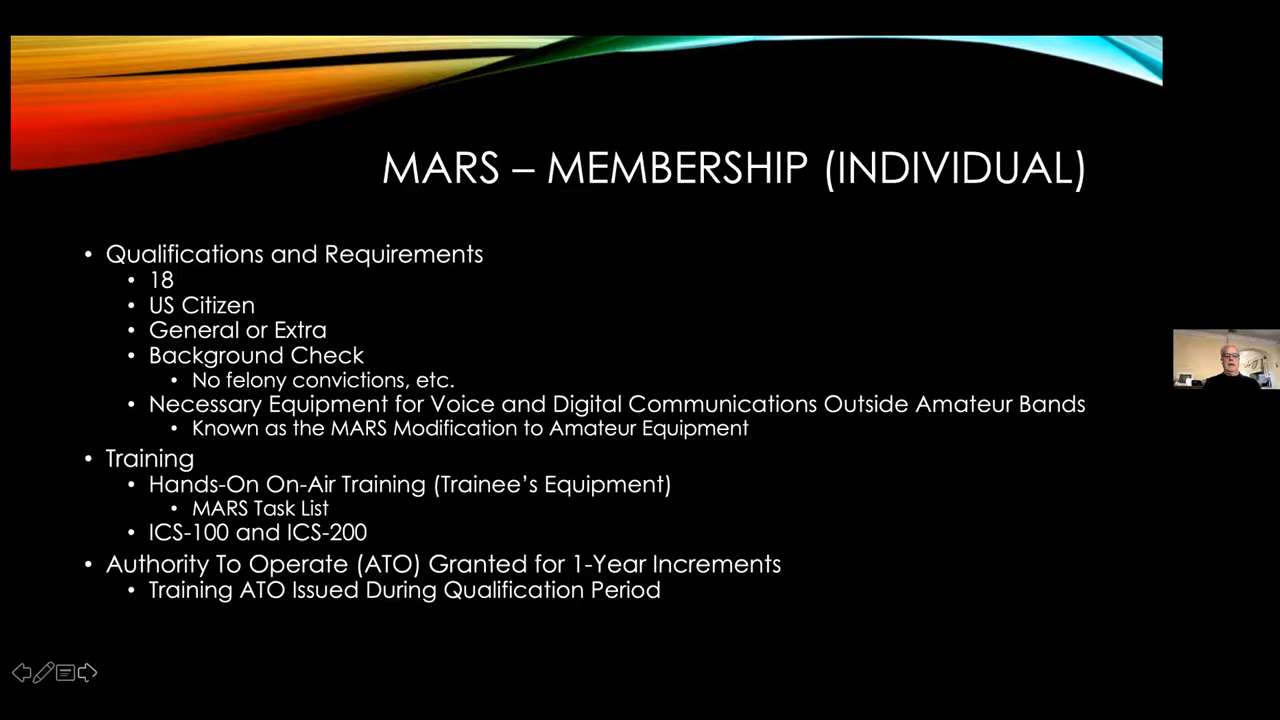 MARS – MEMBERSHIP (INDIVIDUAL)
• Qualifications and Requirements
• 18
• US Citizen
• General or Extra
• Background Check
• No felony convictions, etc.
• Necessary Equipment for Voice and Digital Communications Outside Amateur Bands
• Known as the MARS Modification to Amateur Equipment
• Training
• Hands-On On-Air Training (Trainee’s Equipment)
• MARS Task List
• ICS-100 and ICS-200
• Authority To Operate (ATO) Granted for 1-Year Increments
• Training ATO Issued During Qualification Period